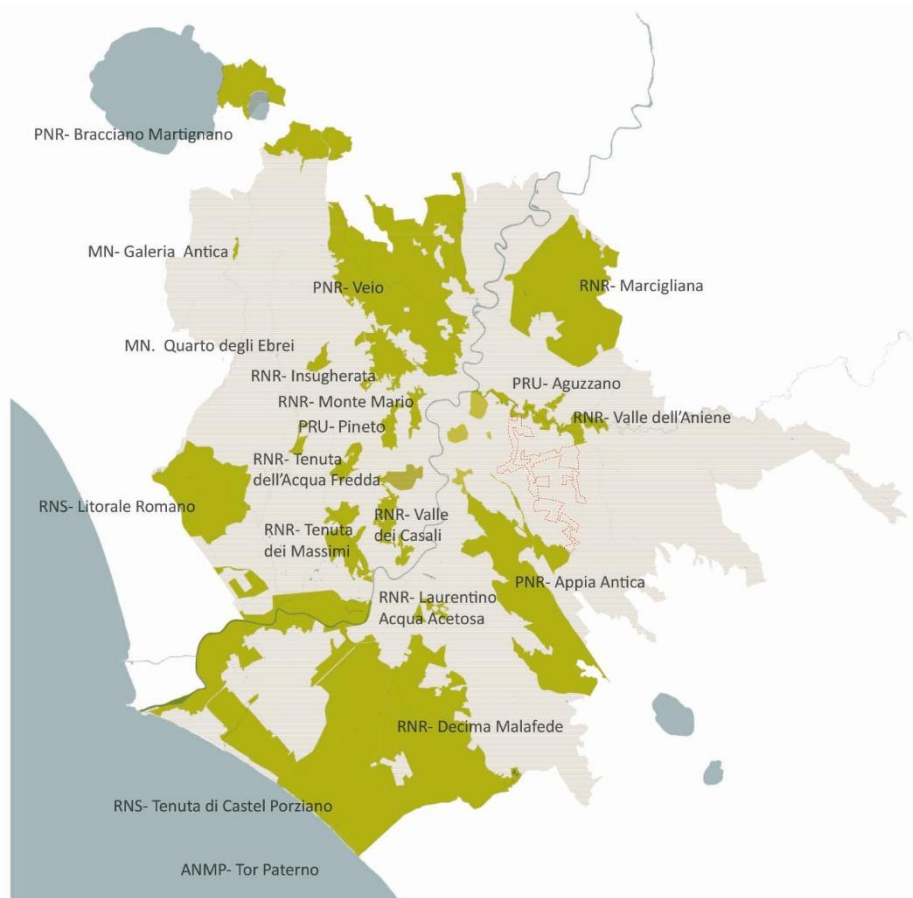 PNR- Bracciano Martignano
MN- Galeria Antica
PNR- Veio
RNR- Marcigliana
MN. Quarto degli Ebrei
RNR- Insugherata
PRU- Aguzzano
RNR- Monte Mario
RNR- Valle dell'Aniene
PRU- Pineto
RNR- Tenuta
dell'Acqua Fredda
RNS- Litorale Romano
RNR- Valle
dei Casali
RNR- Tenuta
dei Massimi
PNR- Appia Antica
RNR- Laurentino
Acqua Acetosa
RNR- Decima Malafede
RNS- Tenuta di Castel Porziano
ANMP- Tor Paterno